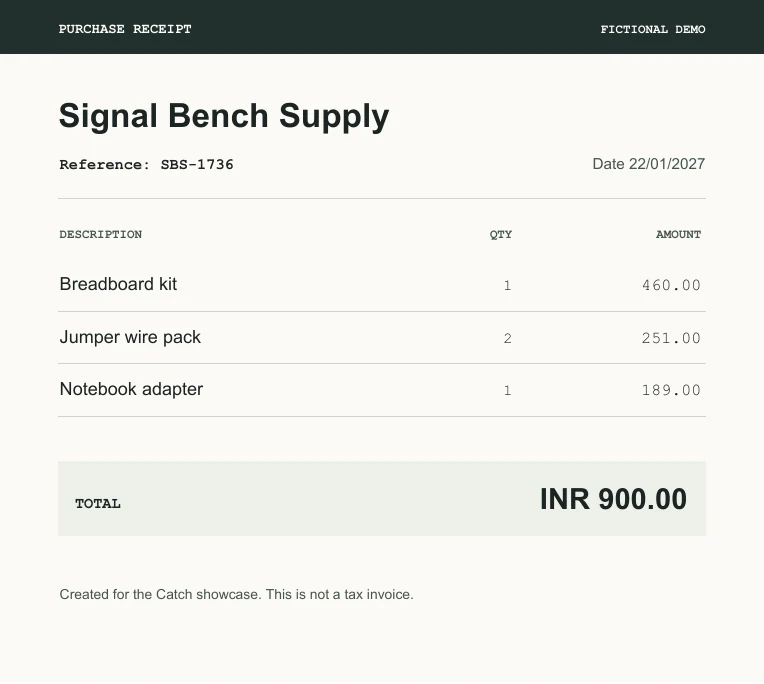 PURCHASE RECEIPT FICTIONAL DEMO
Signal Bench Supply
Reference: SBS-1736 Date 22/01/2027
DESCRIPTION QTY AMOUNT
Breadboard kit 1 460.00
Jumper wire pack 2 251.00
Notebook adapter 1 189.00
TOTAL INR 900.00
Created for the Catch showcase. This is not a tax invoice.